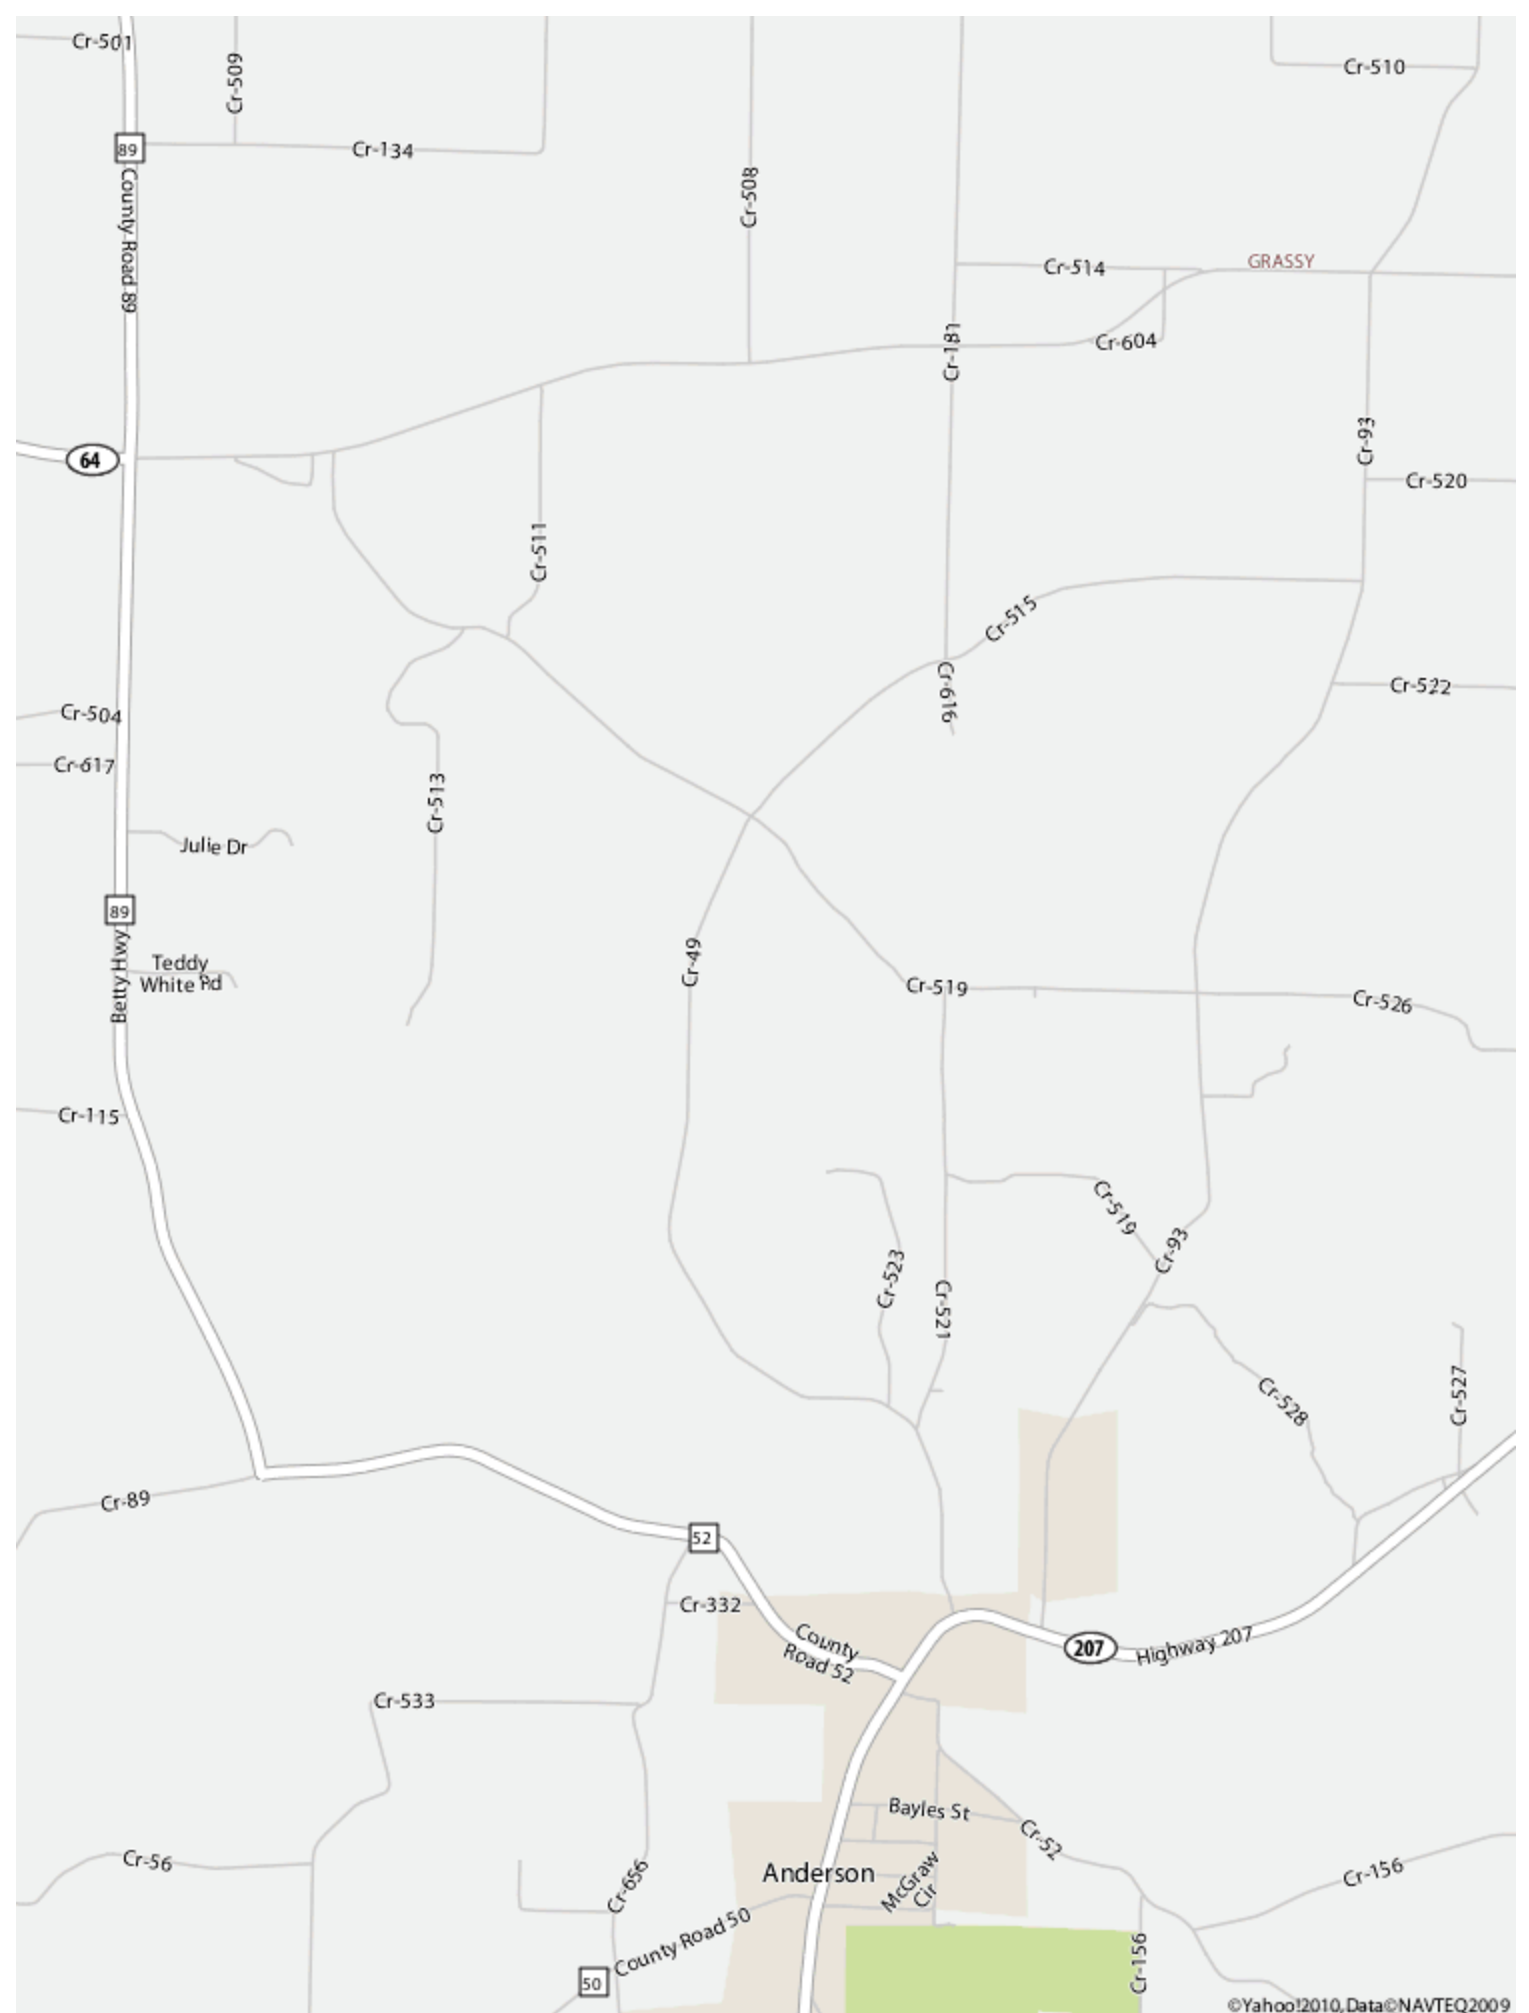 Cr-501
Cr-509
Cr-510
89
Cr-134
Cr-508
County Road 89
Cr-514
GRASSY
Cr-181
Cr-604
Cr-93
64
Cr-520
Cr-511
Cr-515
Cr-616
Cr-522
Cr-504
Cr-617
Cr-513
Julie Dr
89
Betty Hwy
Teddy
White Rd
Cr-49
Cr-519
Cr-526
Cr-115
Cr-519
Cr-93
Cr-523
Cr-521
Cr-528
Cr-527
Cr-89
52
Cr-332
County
Road 52
207
Highway 207
Cr-533
Bayles St
Cr-52
Cr-56
Anderson
McGraw
Cir
Cr-156
Cr-656
County Road 50
Cr-156
50
©Yahoo!2010,Data©NAVTEQ2009